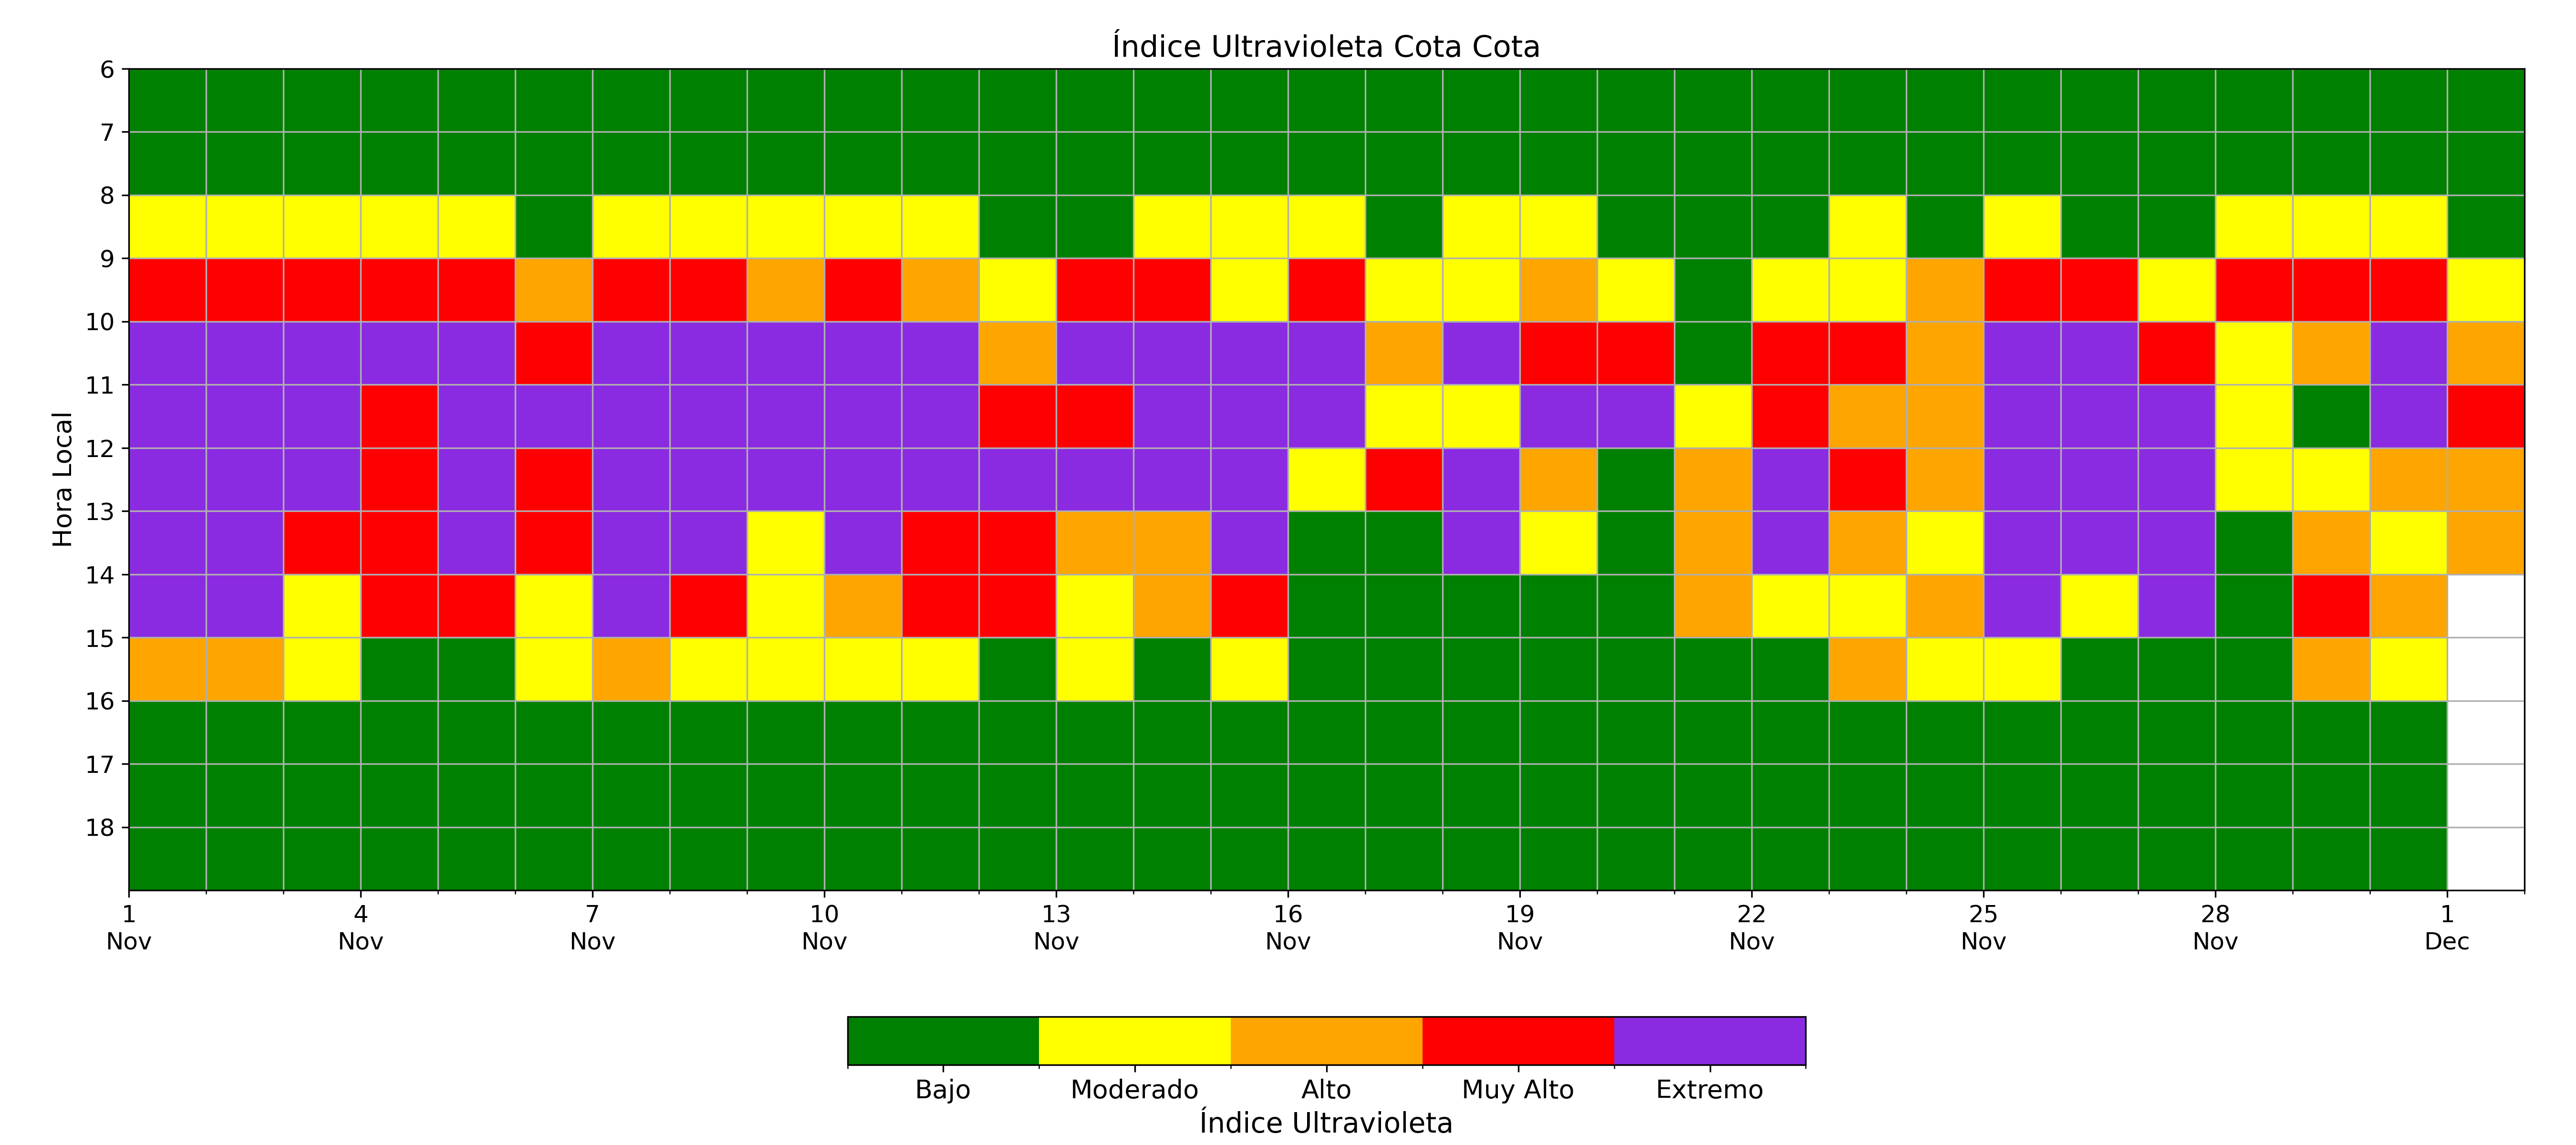 Índice Ultravioleta Cota Cota
6
7
8
9
10
11
12
13
14
15
16
17
18
Hora Local
1 4 7 10 13 16 19 22 25 28 1
Nov Nov Nov Nov Nov Nov Nov Nov Nov Nov Dec
Bajo Moderado Alto Muy Alto Extremo
Índice Ultravioleta